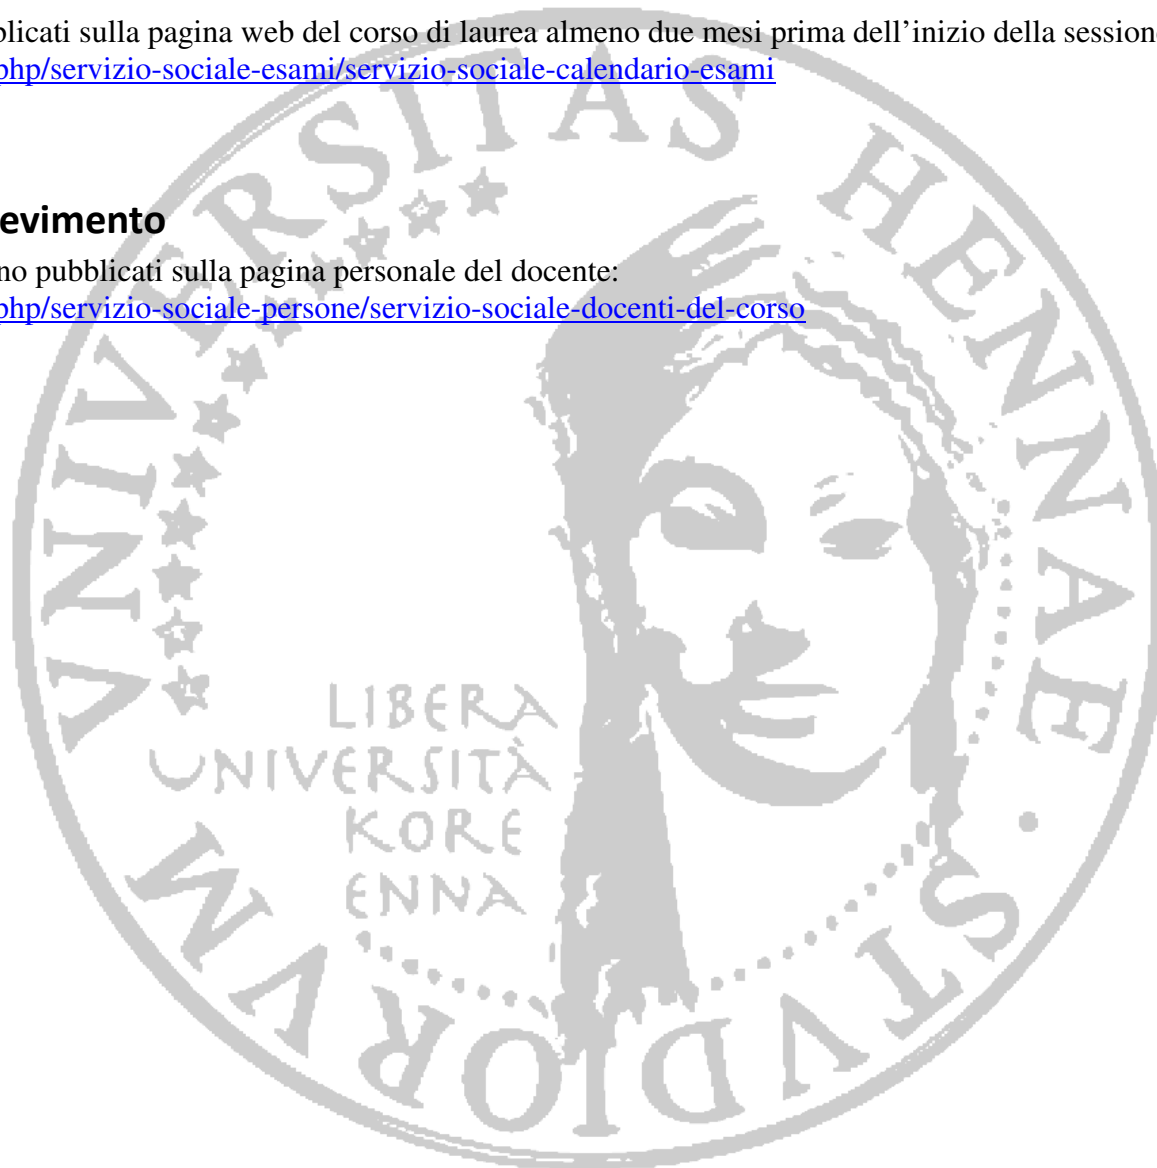 blicati sulla pagina web del corso di laurea almeno due mesi prima dell’inizio della session
php/servizio-sociale-esami/servizio-sociale-calendario-esami
evimento
no pubblicati sulla pagina personale del docente:
php/servizio-sociale-persone/servizio-sociale-docenti-del-corso
VNIVERSITAS HENNAE · STVDIORVM
LIBERA
UNIVERSITÀ
KORE
ENNA